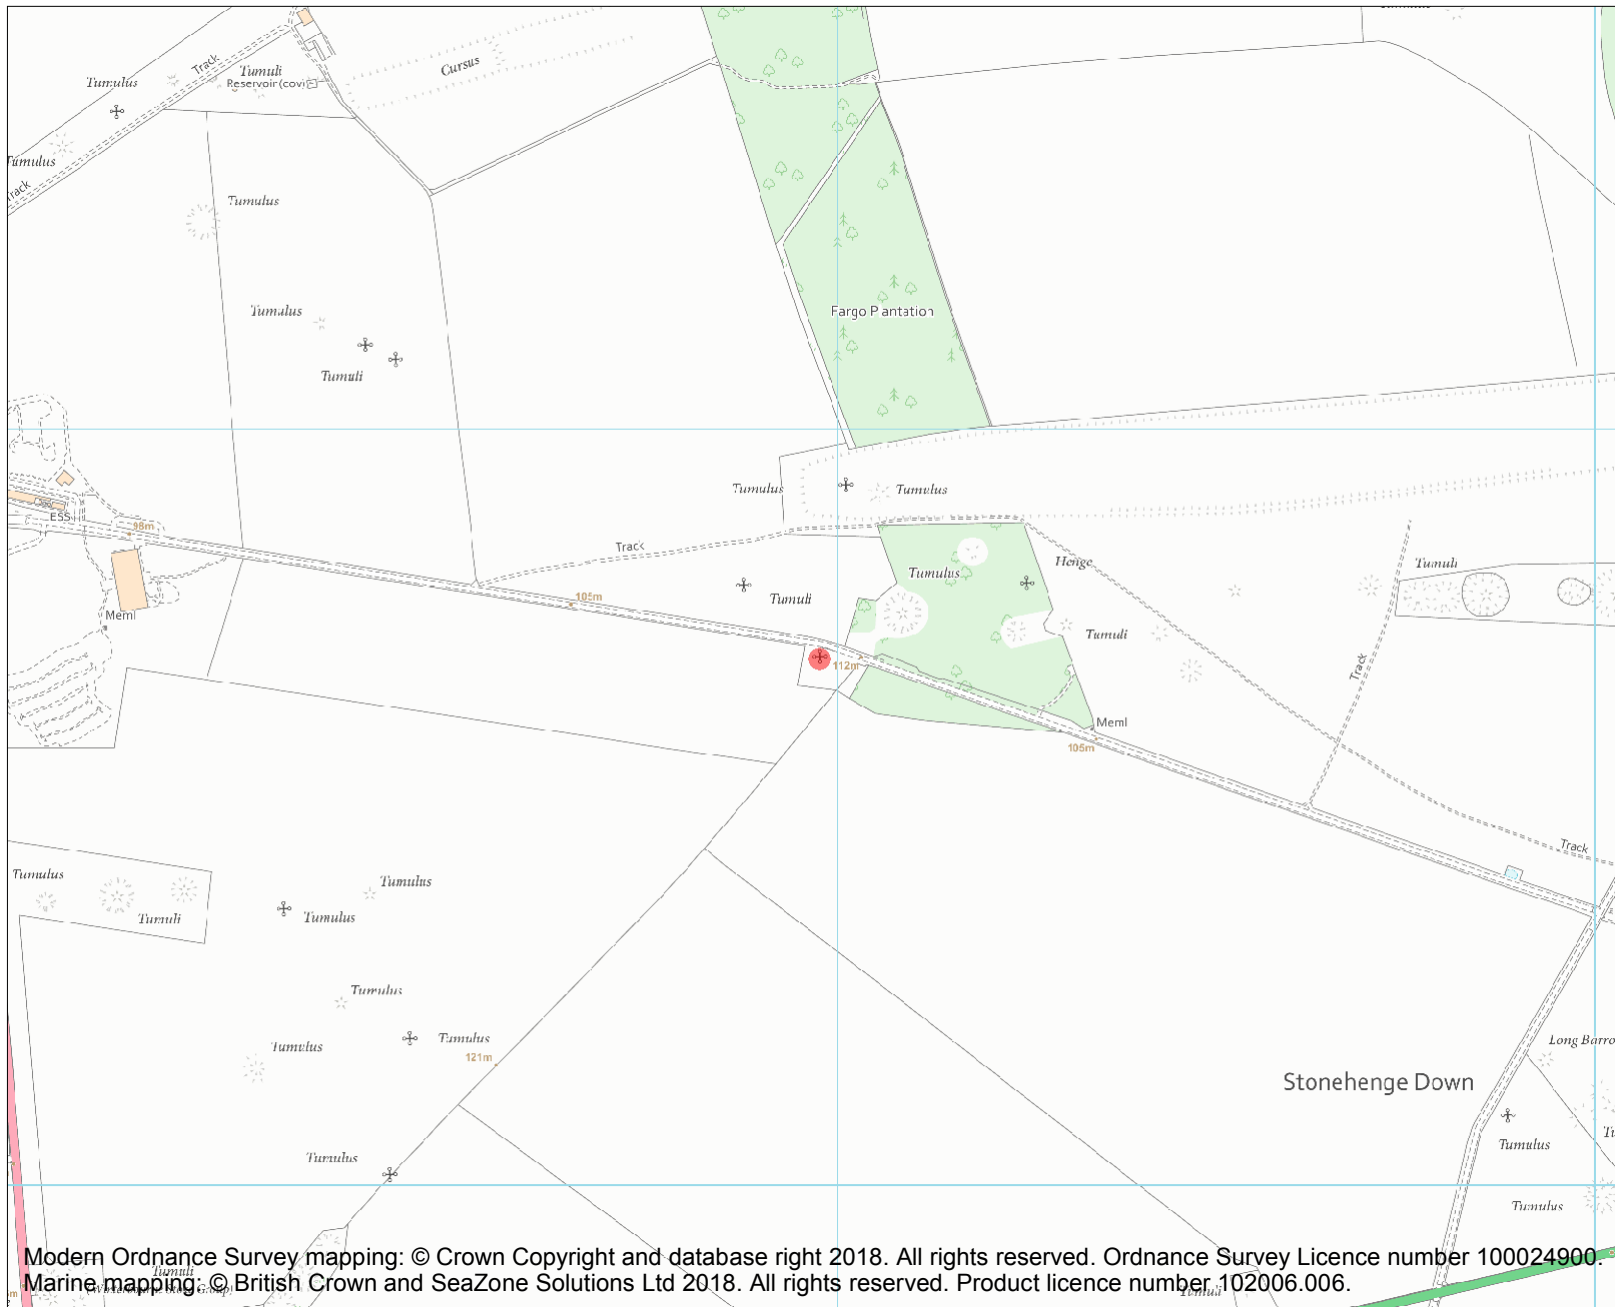 Track
Cursus
Tumulus
Tumuli
Reservoir (cov)
Tumulus
Track
Tumulus
Tumulus
Fargo Plantation
Tumuli
Tumulus
Tumulus
ESS
98m
Track
Henge
Tumuli
Tumulus
105m
Tumuli
Meml
Tumuli
112m
Track
Meml
106m
Track
Tumulus
Tumulus
Tumuli
Tumulus
Tumulus
Tumulus
Long Barro
Tumulus
121m
Stonehenge Down
Tumulus
Tumulus
Tumulus
Modern Ordnance Survey mapping: © Crown Copyright and database right 2018. All rights reserved. Ordnance Survey Licence number 100024900.
Marine mapping: © British Crown and SeaZone Solutions Ltd 2018. All rights reserved. Product licence number 102006.006.
Tumuli